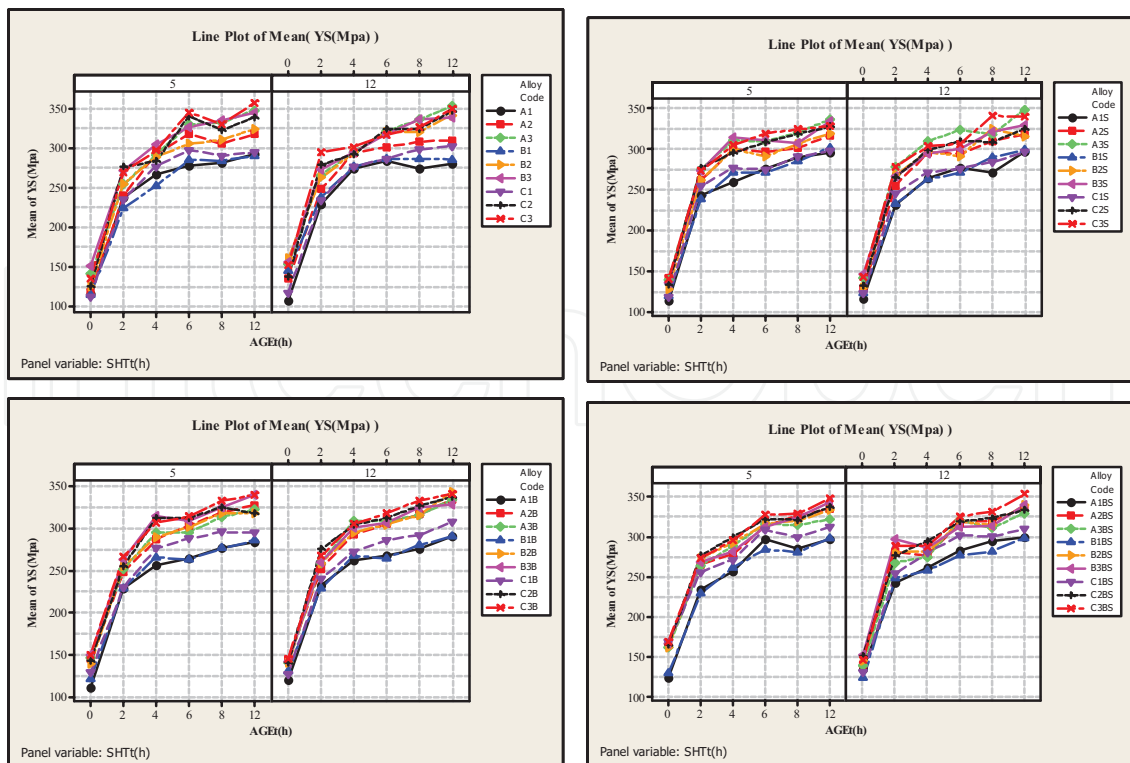 Line Plot of Mean( YS(Mpa) )
0 2 4 6 8 12
5 12
350
300
250
200
150
100
Mean of YS(Mpa)
0 2 4 6 8 12
AGEt(h)
Panel variable: SHTt(h)
Alloy
Code
A1
A2
A3
B1
B2
B3
C1
C2
C3
Line Plot of Mean( YS(Mpa) )
0 2 4 6 8 12
5 12
350
300
250
200
150
100
Mean of YS(Mpa)
0 2 4 6 8 12
AGEt(h)
Panel variable: SHTt(h)
Alloy
Code
A1S
A2S
A3S
B1S
B2S
B3S
C1S
C2S
C3S
Line Plot of Mean( YS(Mpa) )
0 2 4 6 8 12
5 12
350
300
250
200
150
100
Mean of YS(Mpa)
0 2 4 6 8 12
AGEt(h)
Panel variable: SHTt(h)
Alloy
Code
A1B
A2B
A3B
B1B
B2B
B3B
C1B
C2B
C3B
Line Plot of Mean( YS(Mpa) )
0 2 4 6 8 12
5 12
350
300
250
200
150
100
Mean of YS(Mpa)
0 2 4 6 8 12
AGEt(h)
Panel variable: SHTt(h)
Alloy
Code
A1BS
A2BS
A3BS
B1BS
B2BS
B3BS
C1BS
C2BS
C3BS